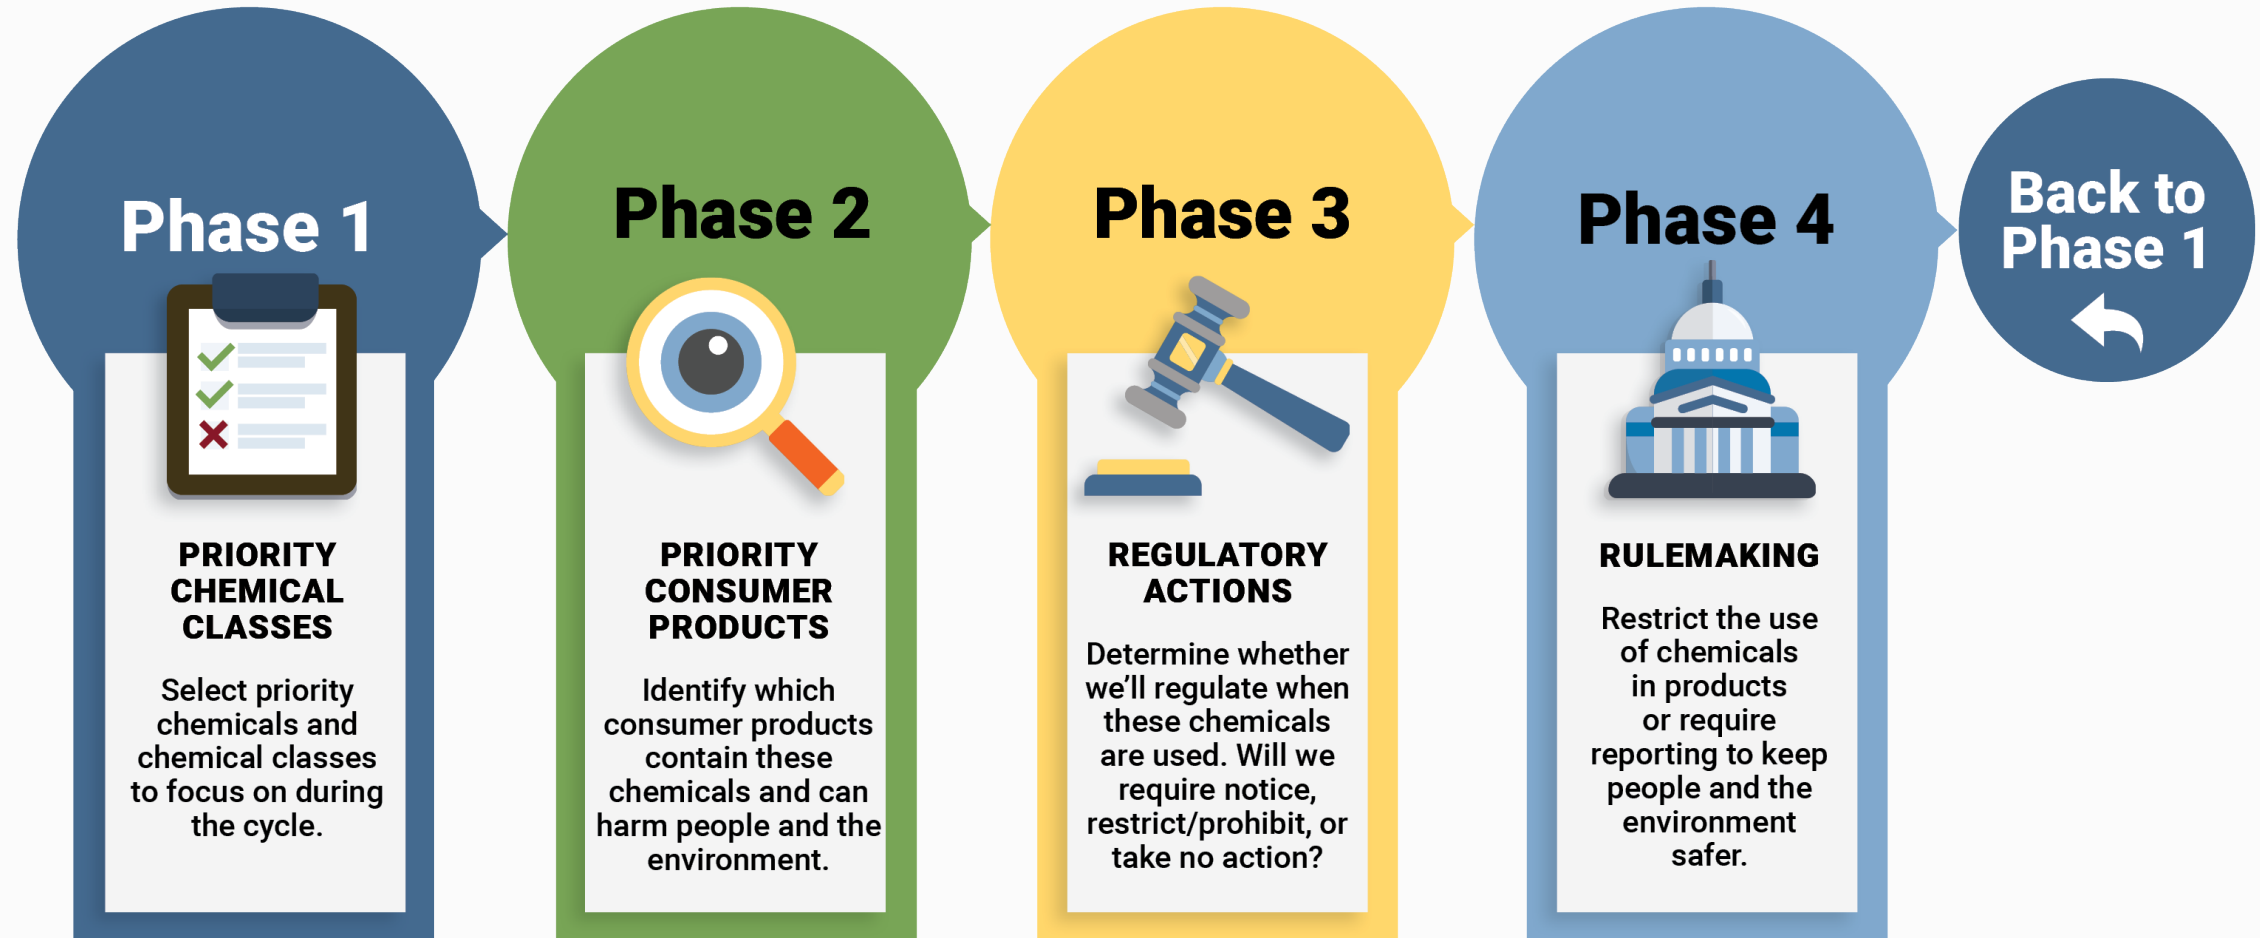 Phase 1
PRIORITY
CHEMICAL
CLASSES
Select priority
chemicals and
chemical classes
to focus on during
the cycle.
Phase 2
PRIORITY
CONSUMER
PRODUCTS
Identify which
consumer products
contain these
chemicals and can
harm people and the
environment.
Phase 3
REGULATORY
ACTIONS
Determine whether
we’ll regulate when
these chemicals
are used. Will we
require notice,
restrict/prohibit, or
take no action?
Phase 4
RULEMAKING
Restrict the use
of chemicals
in products
or require
reporting to keep
people and the
environment
safer.
Back to
Phase 1